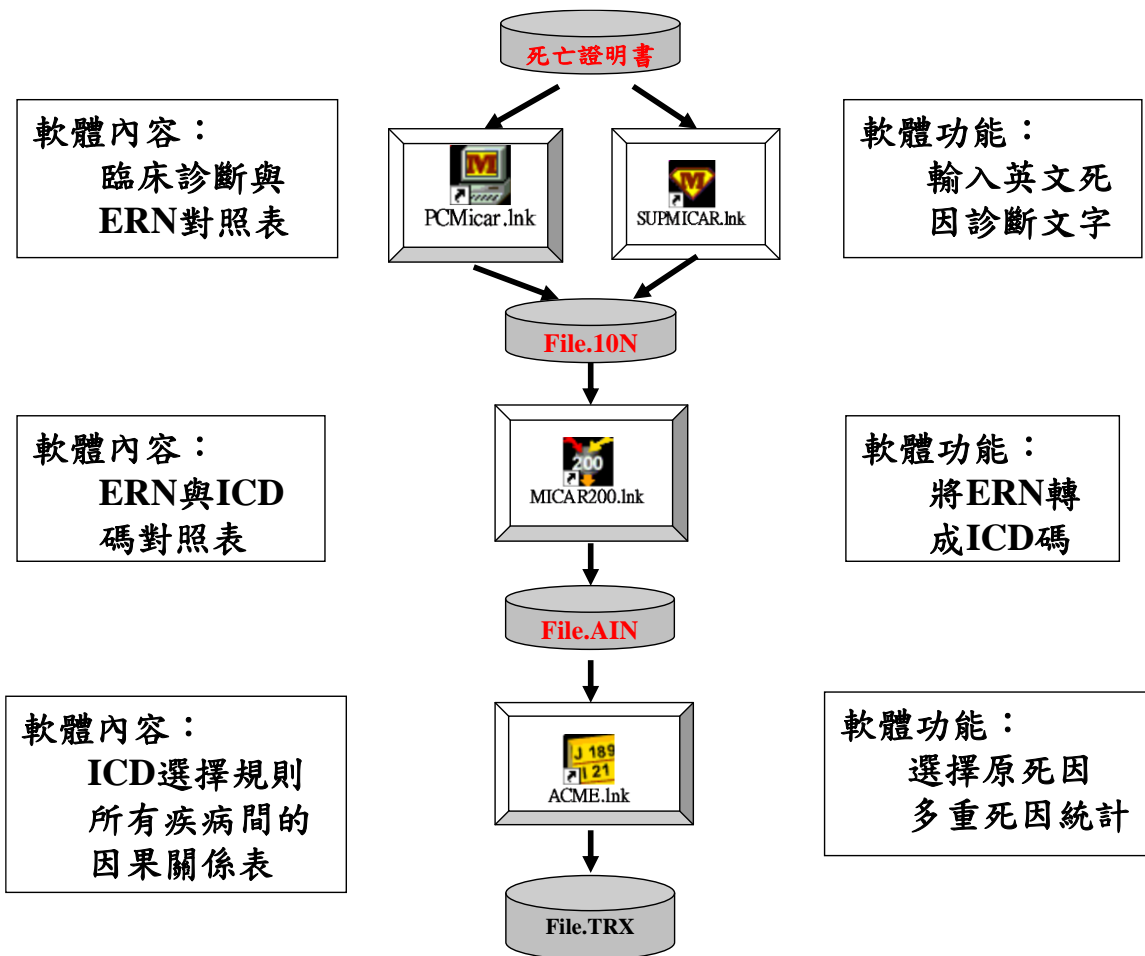 死亡證明書
軟體內容：
臨床診斷與
ERN對照表
M
PCMicar.lnk
M
SUPMICAR.lnk
軟體功能：
輸入英文死
因診斷文字
File.10N
軟體內容：
ERN與ICD
碼對照表
200
MICAR200.lnk
軟體功能：
將ERN轉
成ICD碼
File.AIN
軟體內容：
ICD選擇規則
所有疾病間的
因果關係表
J 189
I 21
ACME.lnk
軟體功能：
選擇原死因
多重死因統計
File.TRX